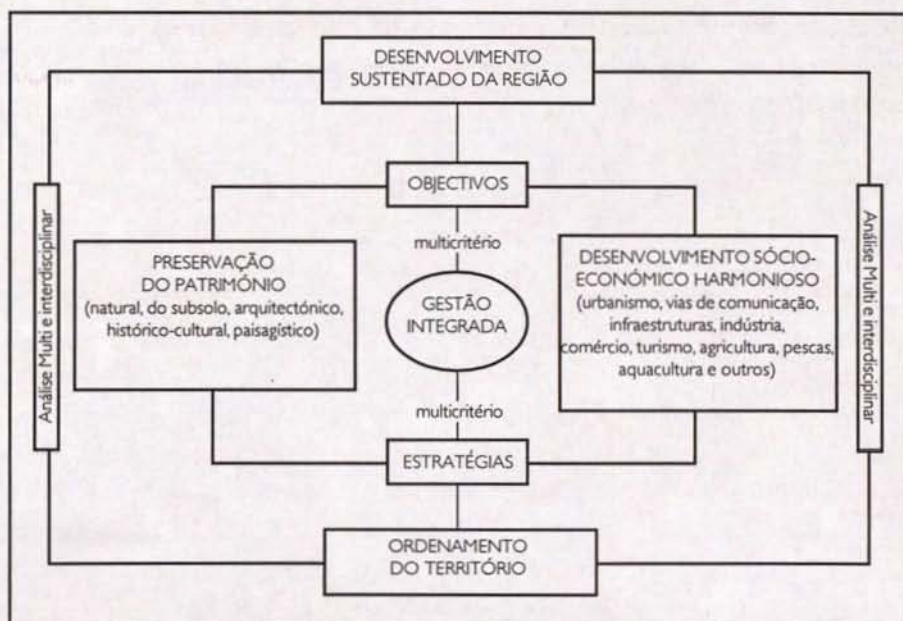 DESENVOLVIMENTO
SUSTENTADO DA REGIÃO
OBJECTIVOS
Análise Multi e interdisciplinar
multicritério
PRESERVAÇÃO
DO PATRIMÓNIO
(natural, do subsolo, arquitectónico,
histórico-cultural, paisagístico)
GESTÃO
INTEGRADA
DESENVOLVIMENTO SÓCIO-
ECONÓMICO HARMONIOSO
(urbanismo, vias de comunicação,
infraestruturas, indústria,
comércio, turismo, agricultura, pescas,
aquacultura e outros)
Análise Multi e interdisciplinar
multicritério
ESTRATÉGIAS
ORDENAMENTO
DO TERRITÓRIO